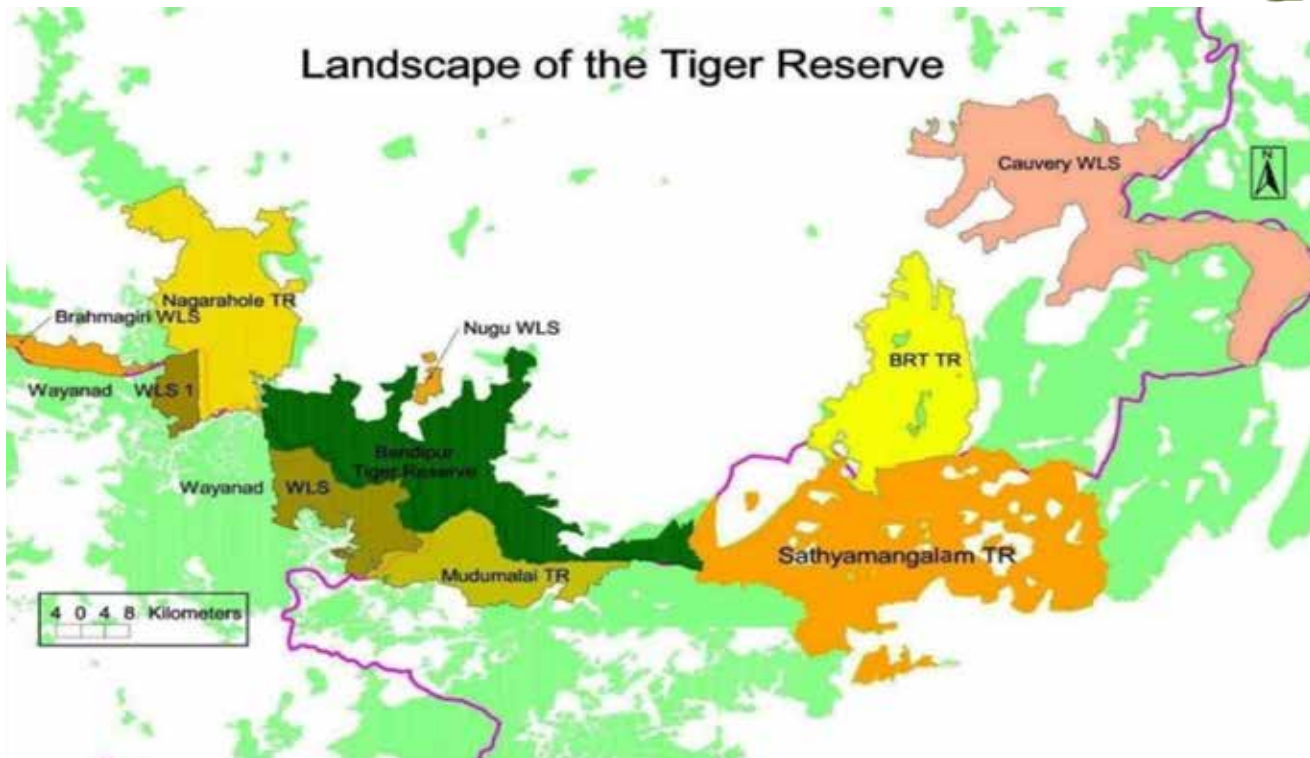 Landscape of the Tiger Reserve
N
Cauvery WLS
Nagarahole TR
Brahmagiri WLS
Nugu WLS
BRT TR
Wayanad WLS 1
Bandipur
Tiger Reserve
Wayanad WLS
Sathyamangalam TR
Mudumalai TR
4 0 4 8 Kilometers